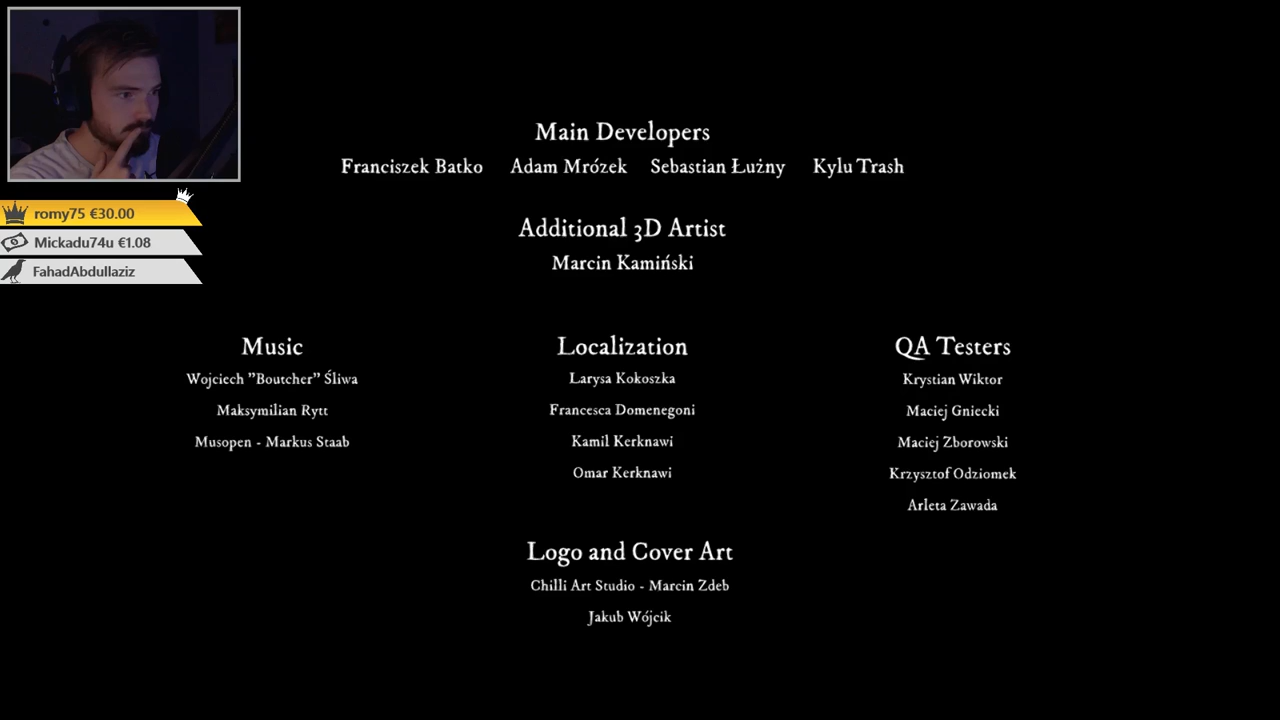 Main Developers
Franciszek Batko Adam Mrózek Sebastian Łużny Kylu Trash
Additional 3D Artist
Marcin Kamiński
romy75 €30.00
Mickadu74u €1.08
FahadAbdullaziz
Music
Wojciech "Boutcher" Śliwa
Maksymilian Rytt
Musopen - Markus Staab
Localization
Larysa Kokoszka
Francesca Domenegoni
Kamil Kerknawi
Omar Kerknawi
QA Testers
Krystian Wiktor
Maciej Gniecki
Maciej Zborowski
Krzysztof Odziomek
Arleta Zawada
Logo and Cover Art
Chilli Art Studio - Marcin Zdeb
Jakub Wójcik